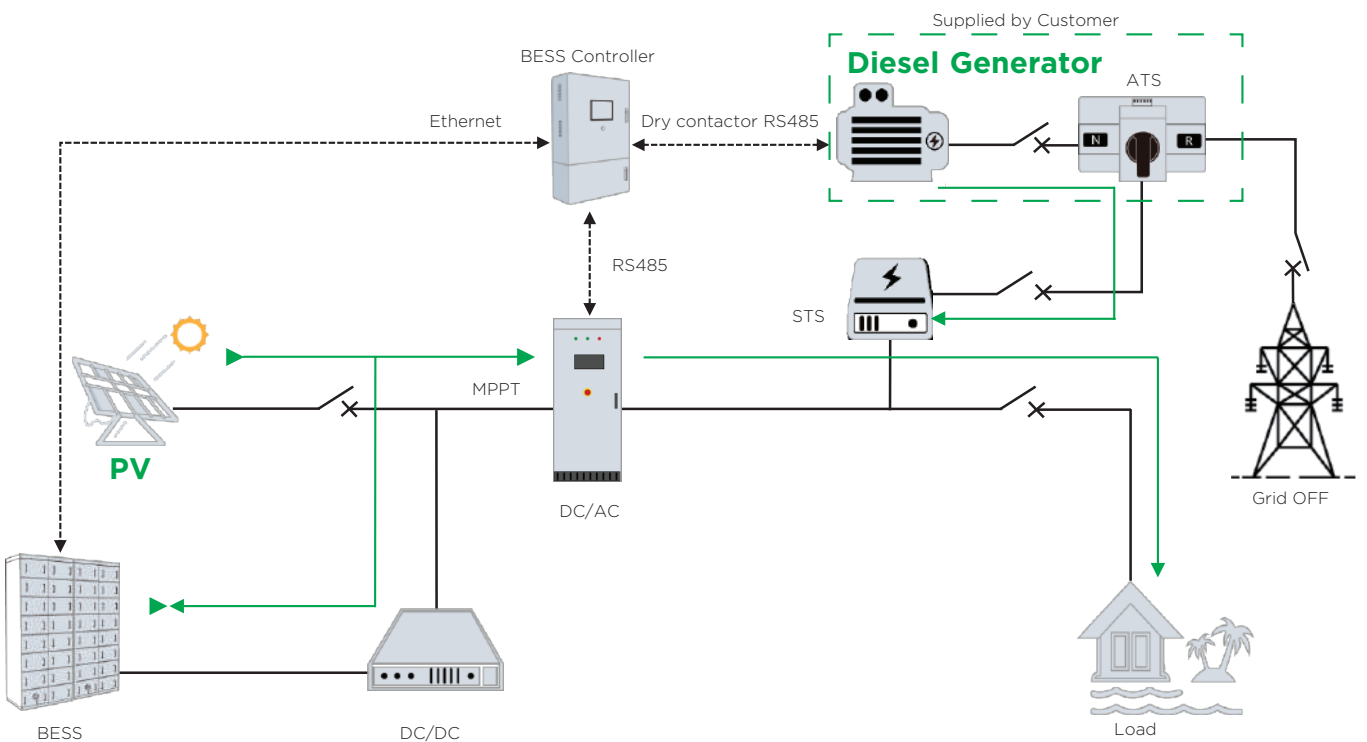 Supplied by Customer
BESS Controller
Diesel Generator
ATS
Ethernet
Dry contactor RS485
N
R
RS485
STS
MPPT
PV
DC/AC
Grid OFF
BESS
DC/DC
Load